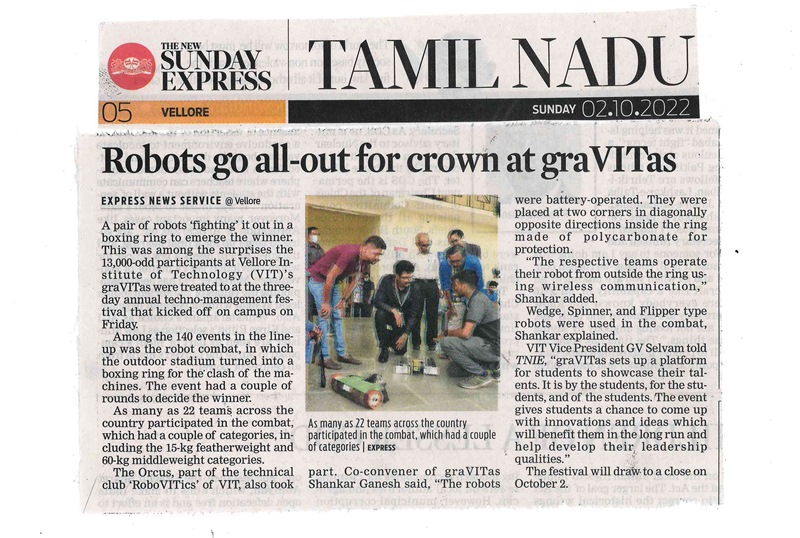 THE NEW
SUNDAY
EXPRESS
TAMIL NADU
05 VELLORE
SUNDAY 02.10.2022
Robots go all-out for crown at graVITas
EXPRESS NEWS SERVICE @ Vellore
A pair of robots ‘fighting’ it out in a
boxing ring to emerge the winner.
This was among the surprises the
13,000-odd participants at Vellore In-
stitute of Technology (VIT)’s
graVITas were treated to at the three-
day annual techno-management fes-
tival that kicked off on campus on
Friday.
Among the 140 events in the line-
up was the robot combat, in which
the outdoor stadium turned into a
boxing ring for the clash of the ma-
chines. The event had a couple of
rounds to decide the winner.
As many as 22 teams across the
country participated in the combat,
which had a couple of categories, in-
cluding the 15-kg featherweight and
60-kg middleweight categories.
The Orcus, part of the technical
club ‘RoboVITics’ of VIT, also took
As many as 22 teams across the country
participated in the combat, which had a couple
of categories | EXPRESS
part. Co-convener of graVITas
Shankar Ganesh said, “The robots
were battery-operated. They were
placed at two corners in diagonally
opposite directions inside the ring
made of polycarbonate for
protection.
“The respective teams operate
their robot from outside the ring us-
ing wireless communication,”
Shankar added.
Wedge, Spinner, and Flipper type
robots were used in the combat,
Shankar explained.
VIT Vice President GV Selvam told
TNIE, “graVITas sets up a platform
for students to showcase their tal-
ents. It is by the students, for the stu-
dents, and of the students. The event
gives students a chance to come up
with innovations and ideas which
will benefit them in the long run and
help develop their leadership
qualities.”
The festival will draw to a close on
October 2.